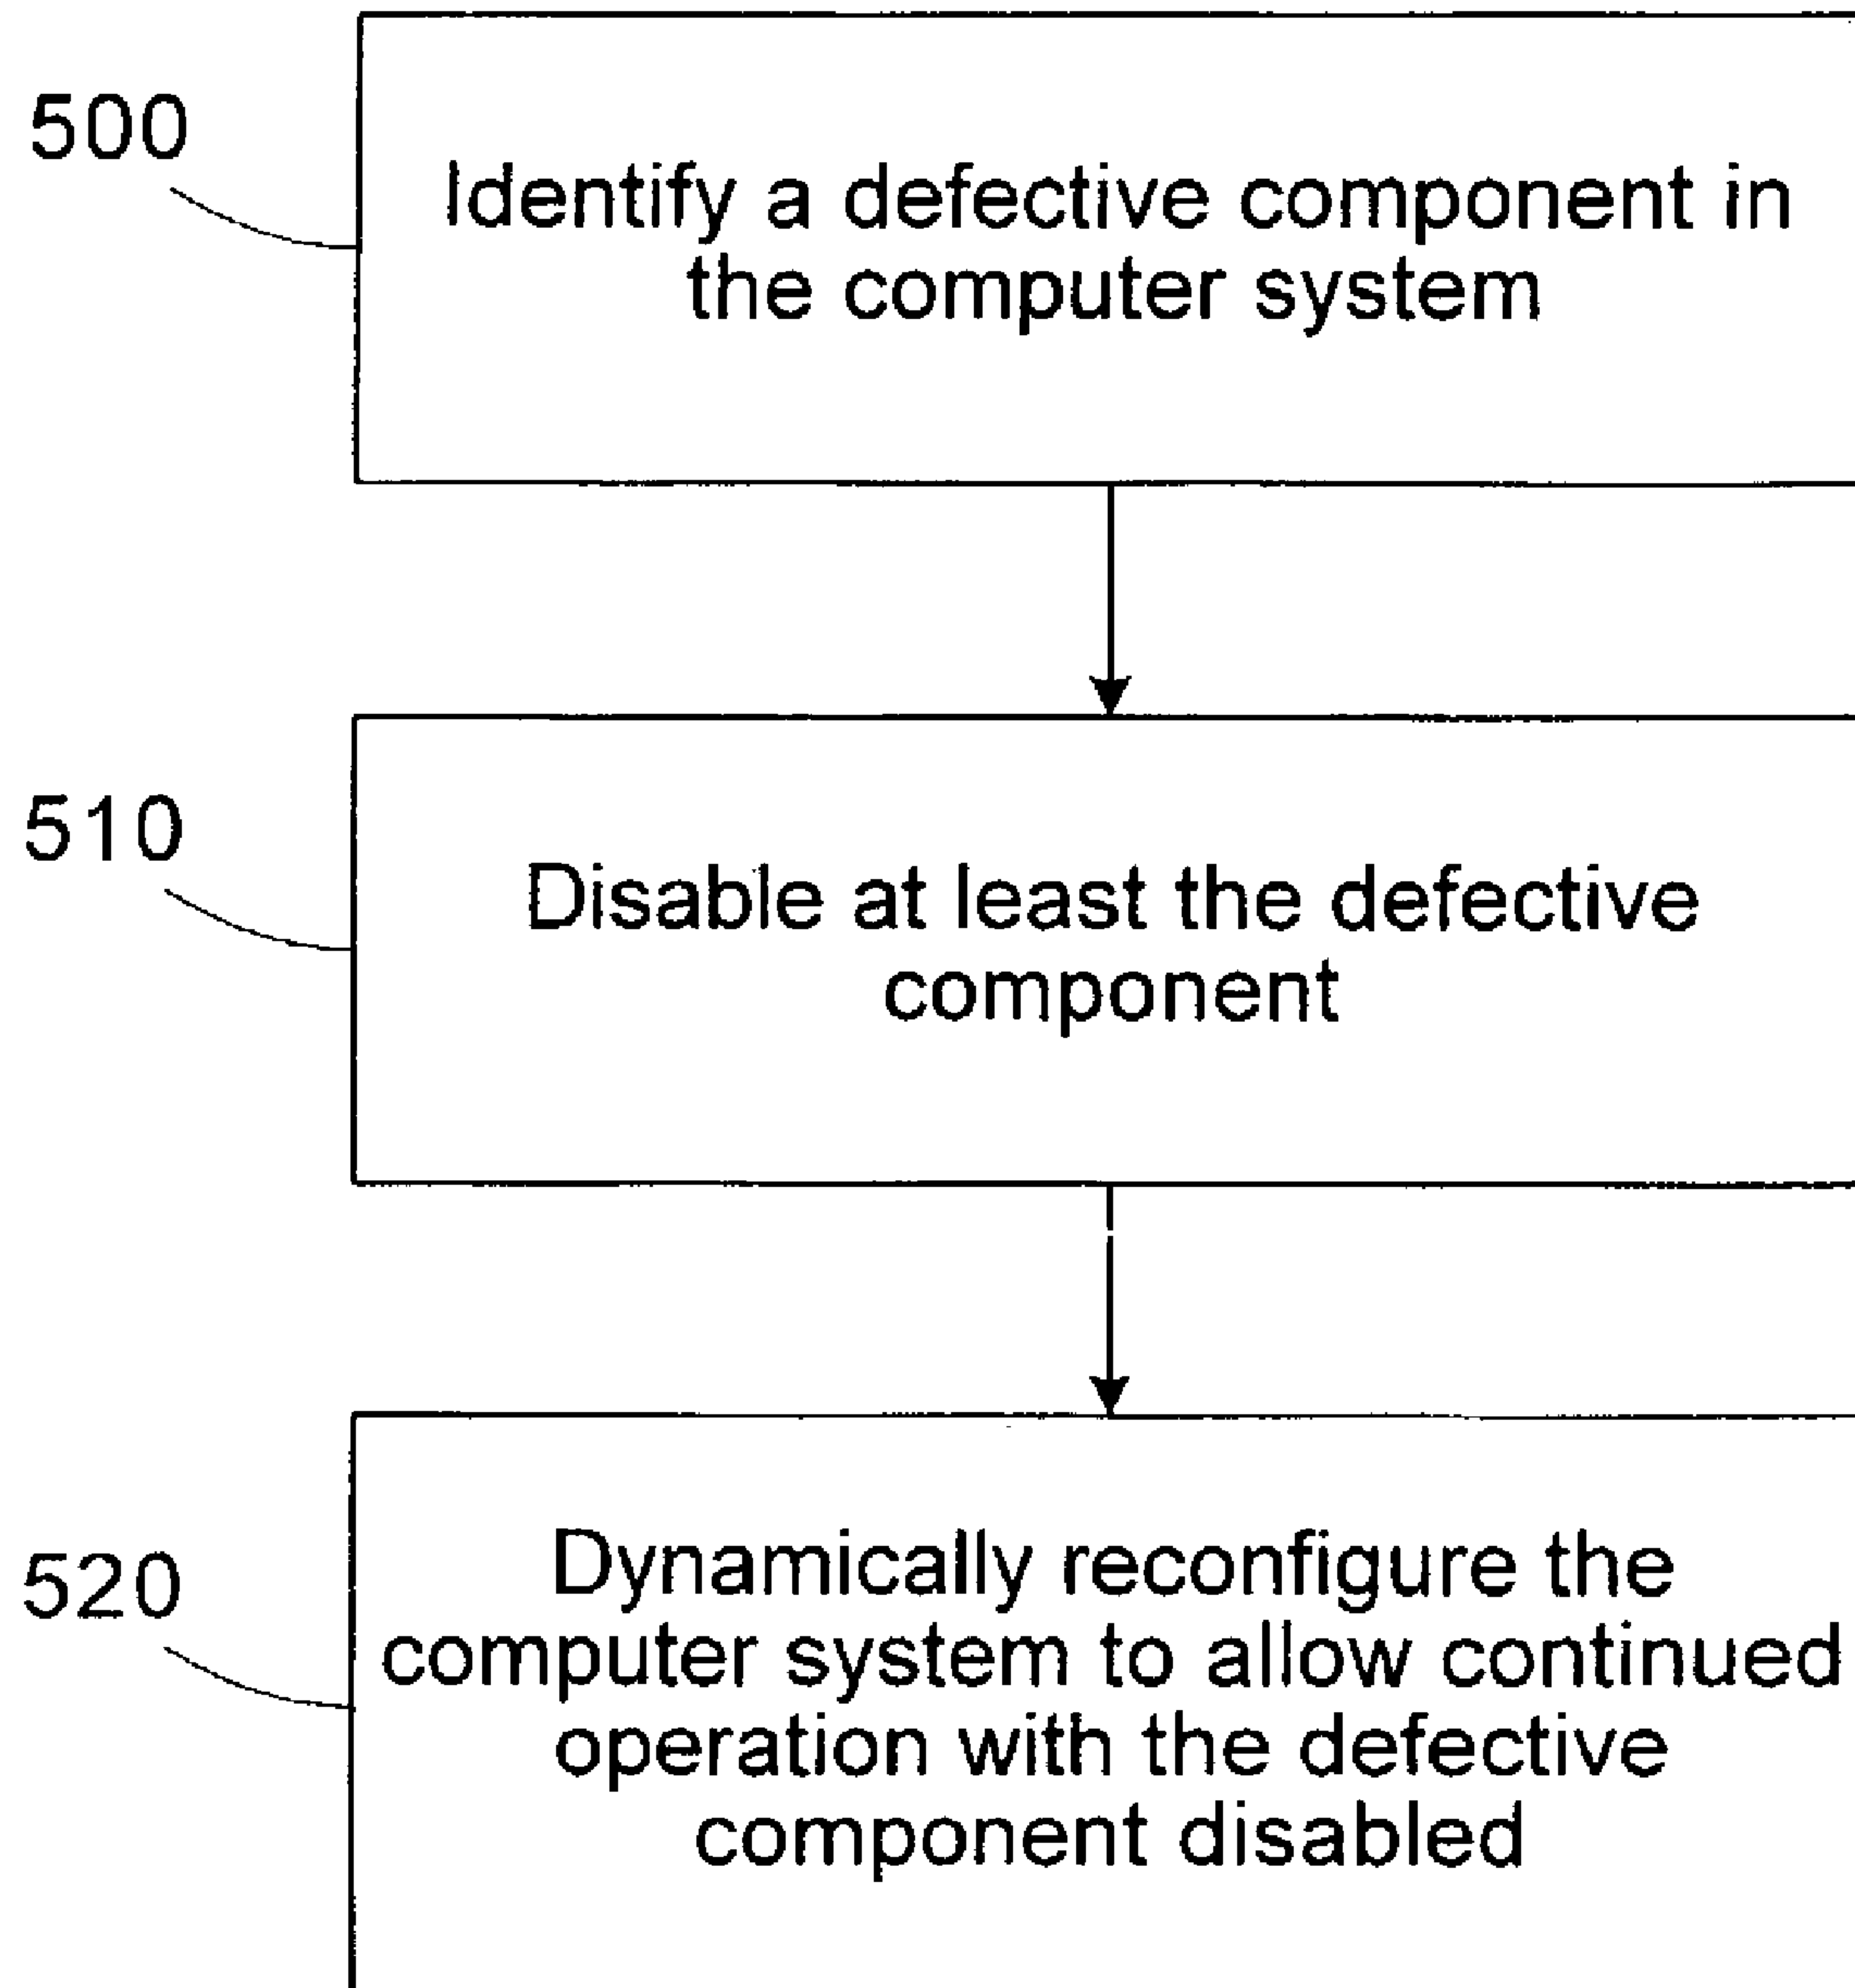 500
Identify a defective component in
the computer system
510
Disable at least the defective
component
520
Dynamically reconfigure the
computer system to allow continued
operation with the defective
component disabled